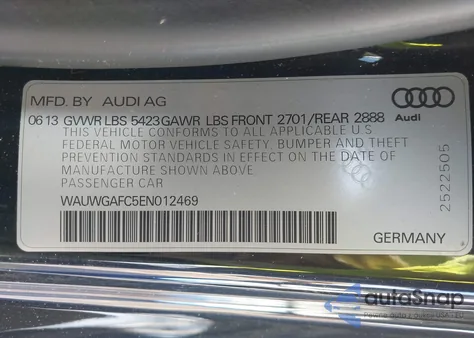 MFD. BY AUDI AG
0613 GVWR LBS 5423 GAWR LBS FRONT 2701/REAR 2888
Audi
THIS VEHICLE CONFORMS TO ALL APPLICABLE U.S
FEDERAL MOTOR VEHICLE SAFETY, BUMPER AND THEFT
PREVENTION STANDARDS IN EFFECT ON THE DATE OF
MANUFACTURE SHOWN ABOVE
PASSENGER CAR
WAUWGAFC5EN012469
2522505
GERMANY
autoSnap